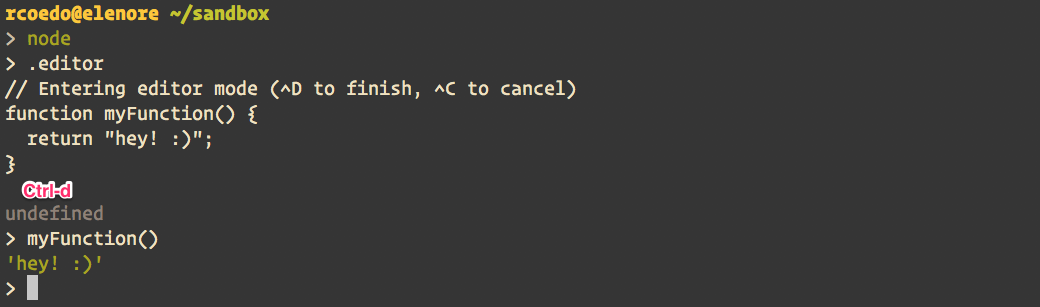 rcoedo@elenore ~/sandbox
> node
> .editor
// Entering editor mode (^D to finish, ^C to cancel)
function myFunction() {
  return "hey! :)";
}
Ctrl-d
undefined
> myFunction()
'hey! :)'
>